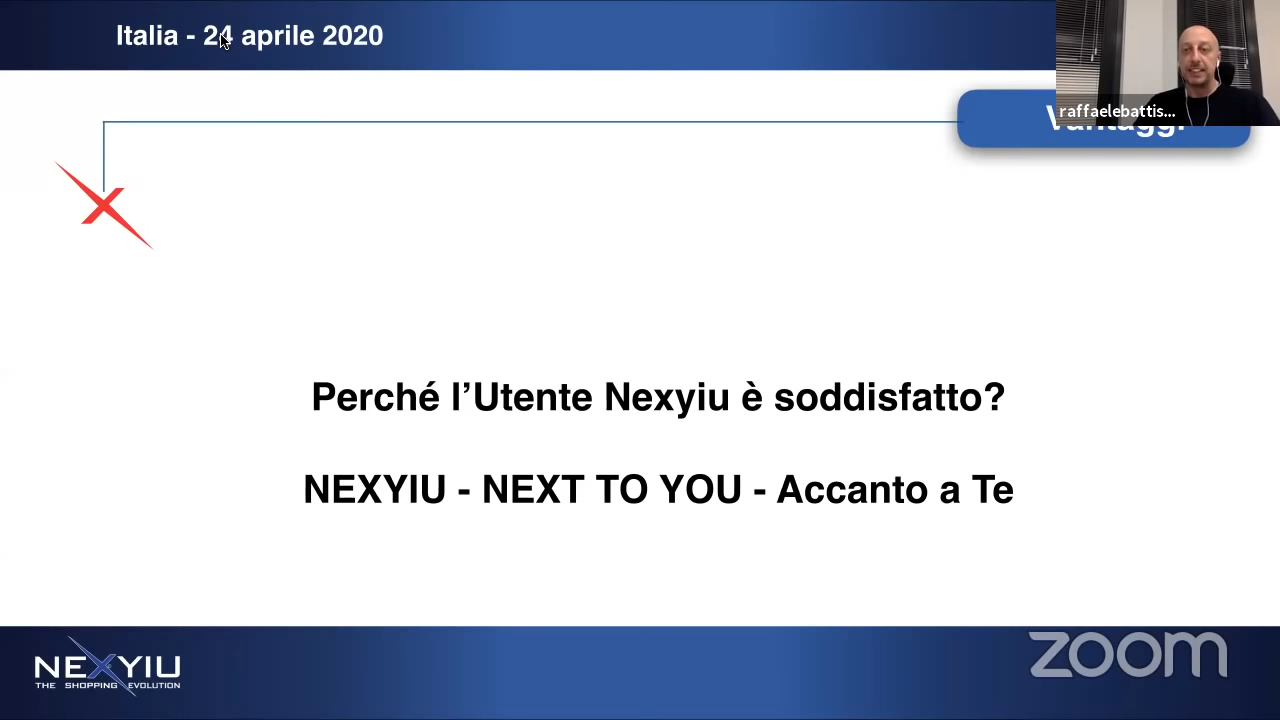 Italia - 24 aprile 2020
raffaelebattis...
Vantaggi
Perché l’Utente Nexyiu è soddisfatto?
NEXYIU - NEXT TO YOU - Accanto a Te
NEXYIU
THE SHOPPING EVOLUTION
zoom